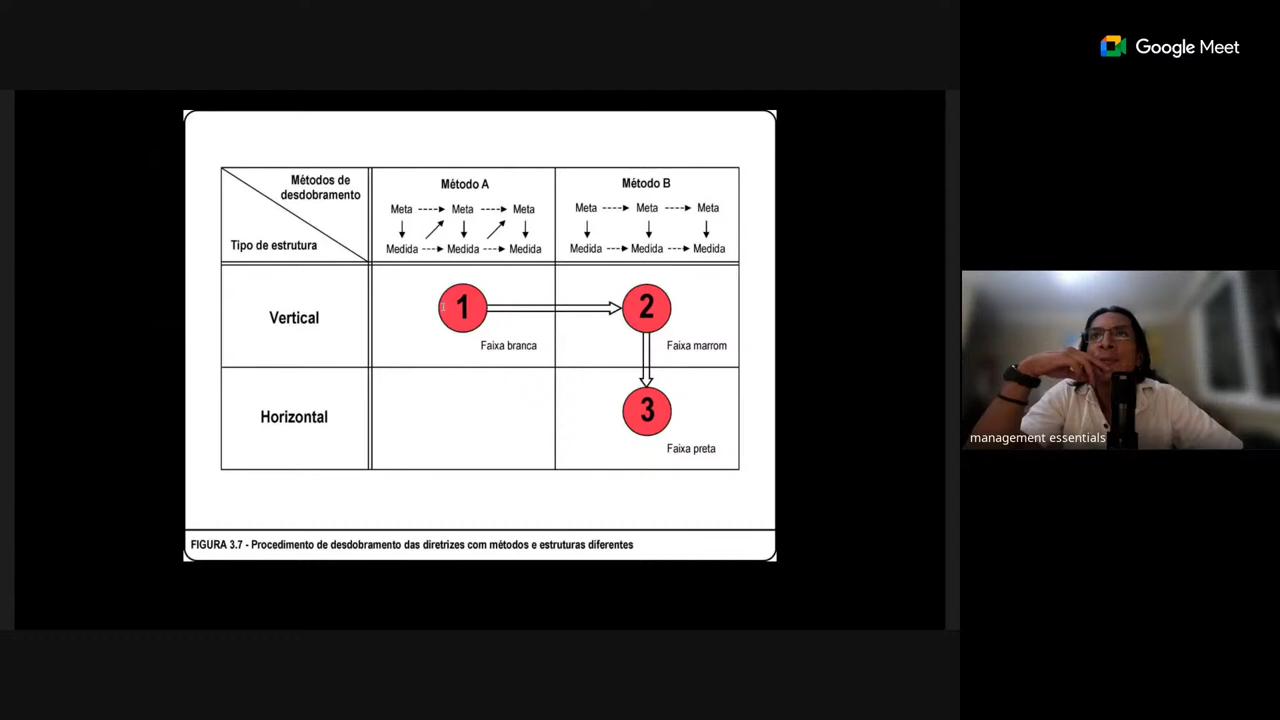 Google Meet
Métodos de
desdobramento
Tipo de estrutura
Método A
Meta Meta Meta
Medida Medida Medida
Método B
Meta Meta Meta
Medida Medida Medida
Vertical
1
Faixa branca
2
Faixa marrom
Horizontal
3
Faixa preta
FIGURA 3.7 - Procedimento de desdobramento das diretrizes com métodos e estruturas diferentes
management essentials